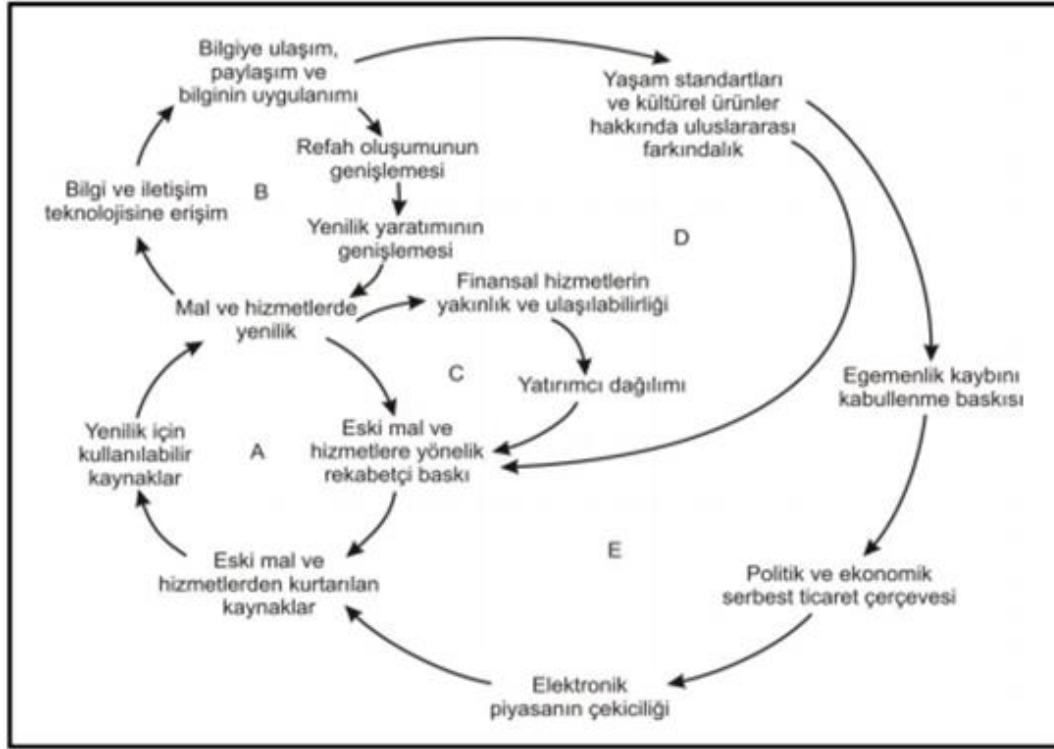 Bilgiye ulaşım,
paylaşım ve
bilginin uygulanımı
Yaşam standartları
ve kültürel ürünler
hakkında uluslararası
farkındalık
Refah oluşumunun
genişlemesi
Bilgi ve iletişim
teknolojisine erişim
B
Yenilik yaratımının
genişlemesi
D
Finansal hizmetlerin
yakınlık ve ulaşılabilirliği
Mal ve hizmetlerde
yenilik
C
Yatırımcı dağılımı
Egemenlik kaybını
kabullenme baskısı
Yenilik için
kullanılabilir
kaynaklar
A
Eski mal ve
hizmetlere yönelik
rekabetçi baskı
E
Eski mal ve
hizmetlerden kurtarılan
kaynaklar
Politik ve ekonomik
serbest ticaret çerçevesi
Elektronik
piyasanın çekiciliği